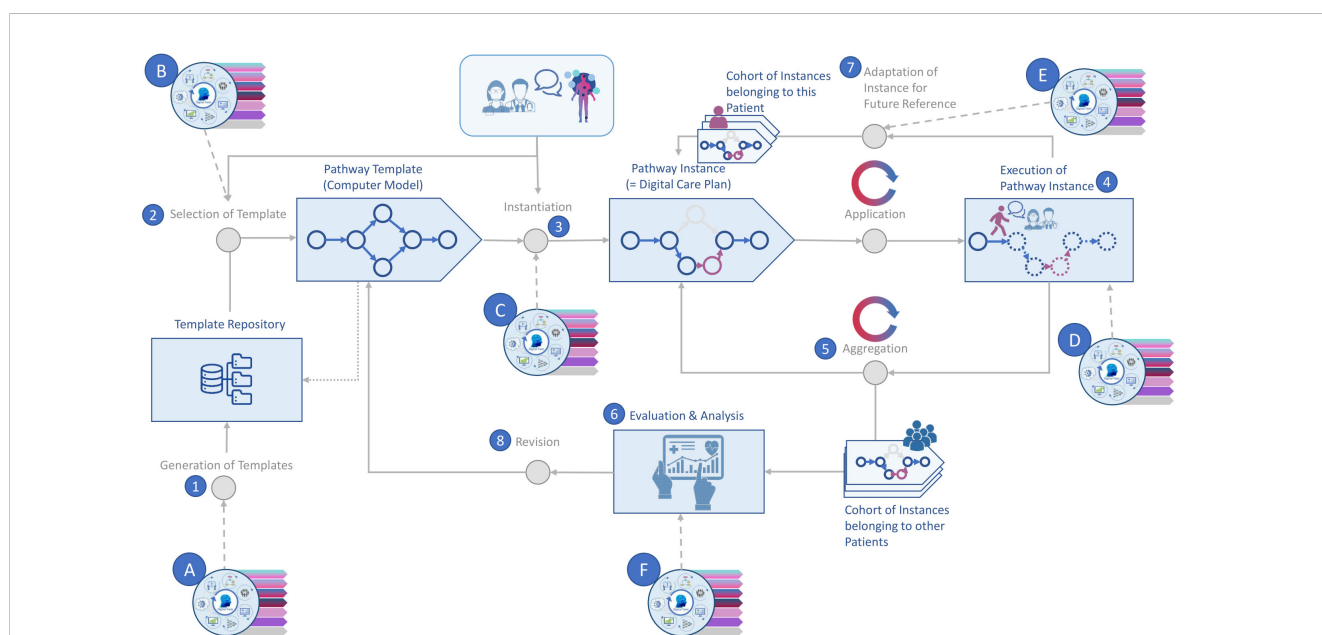 B
7
Adaptation of
Instance for
Future Reference
E
Cohort of Instances
belonging to this
Patient
Pathway Template
(Computer Model)
Pathway Instance
(= Digital Care Plan)
Execution of
Pathway Instance
4
2
Selection of Template
Instantiation
3
Application
C
Template Repository
D
5
Aggregation
6
Evaluation & Analysis
8
Revision
Generation of Templates
1
Cohort of Instances
belonging to other
Patients
A
F